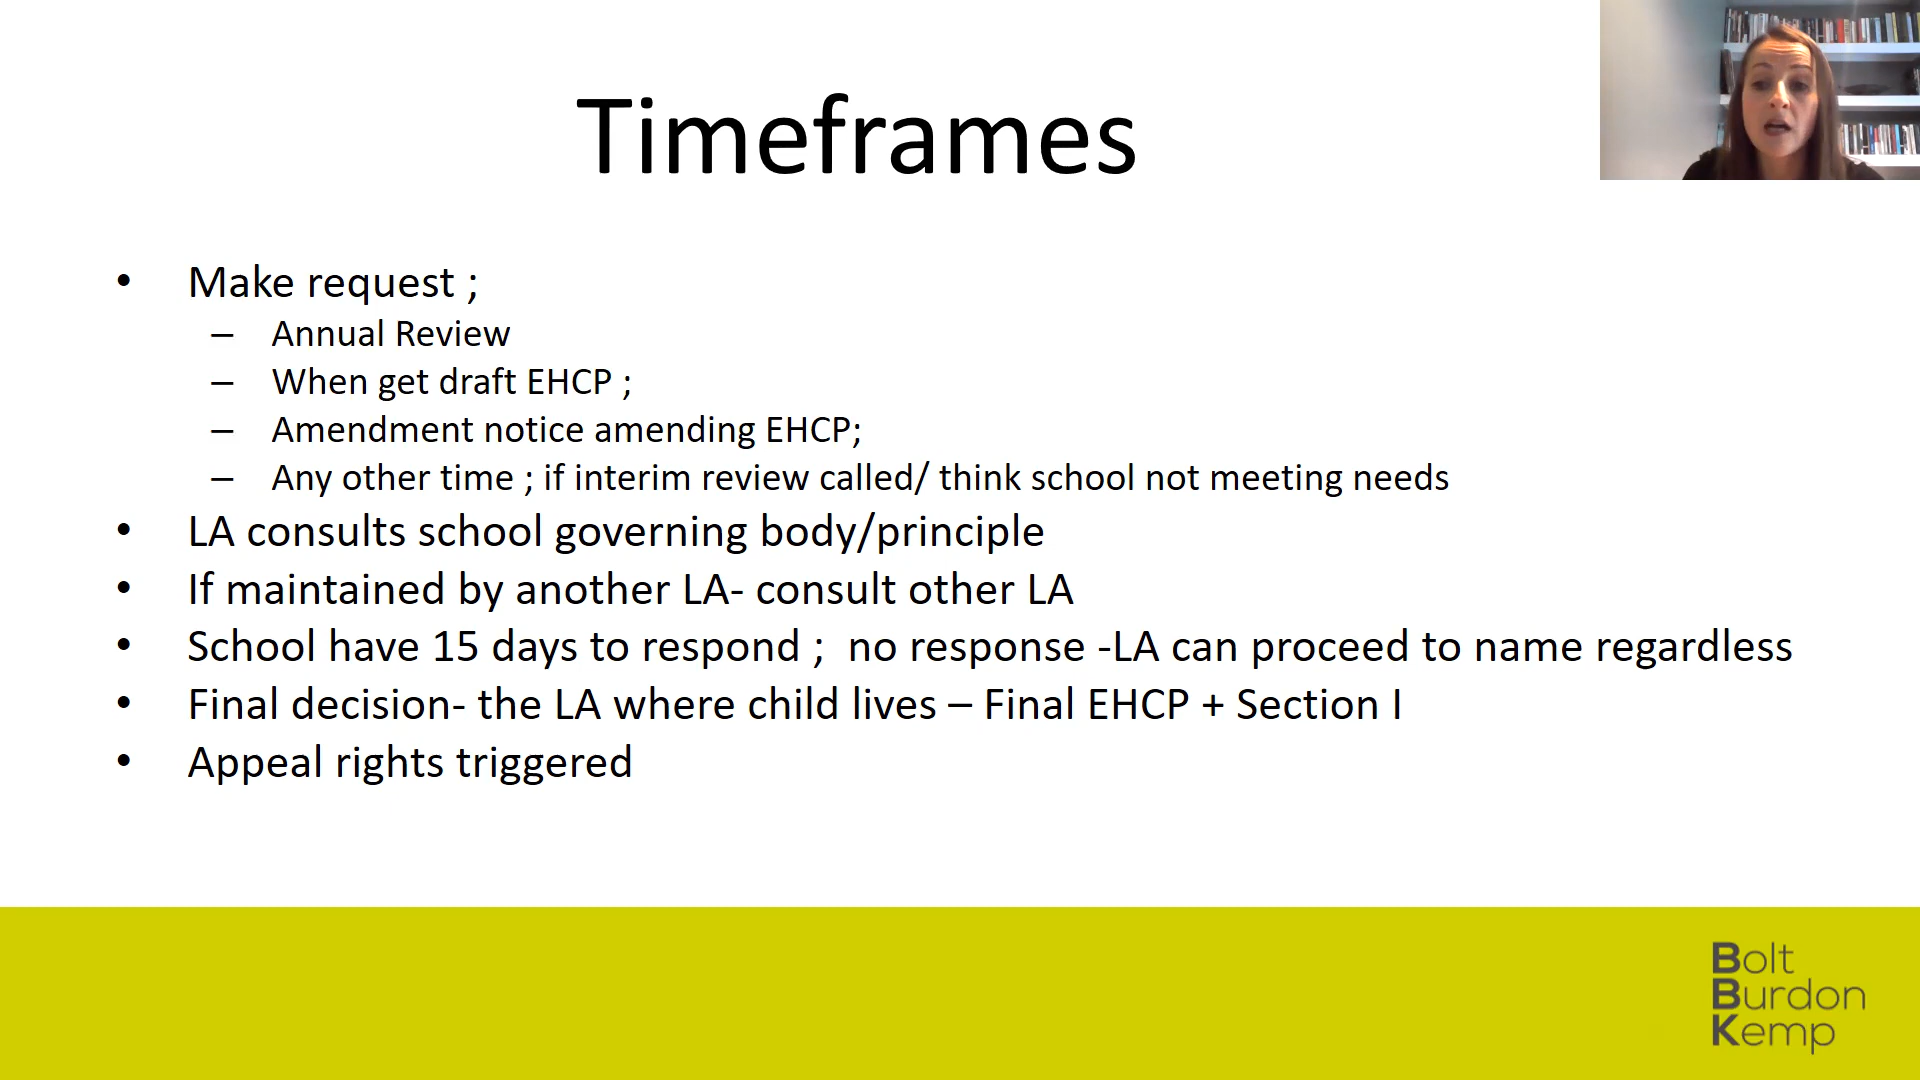 Timeframes
• Make request ;
– Annual Review
– When get draft EHCP ;
– Amendment notice amending EHCP;
– Any other time ; if interim review called/ think school not meeting needs
• LA consults school governing body/principle
• If maintained by another LA- consult other LA
• School have 15 days to respond ;  no response -LA can proceed to name regardless
• Final decision- the LA where child lives – Final EHCP + Section I
• Appeal rights triggered
Bolt
Burdon
Kemp